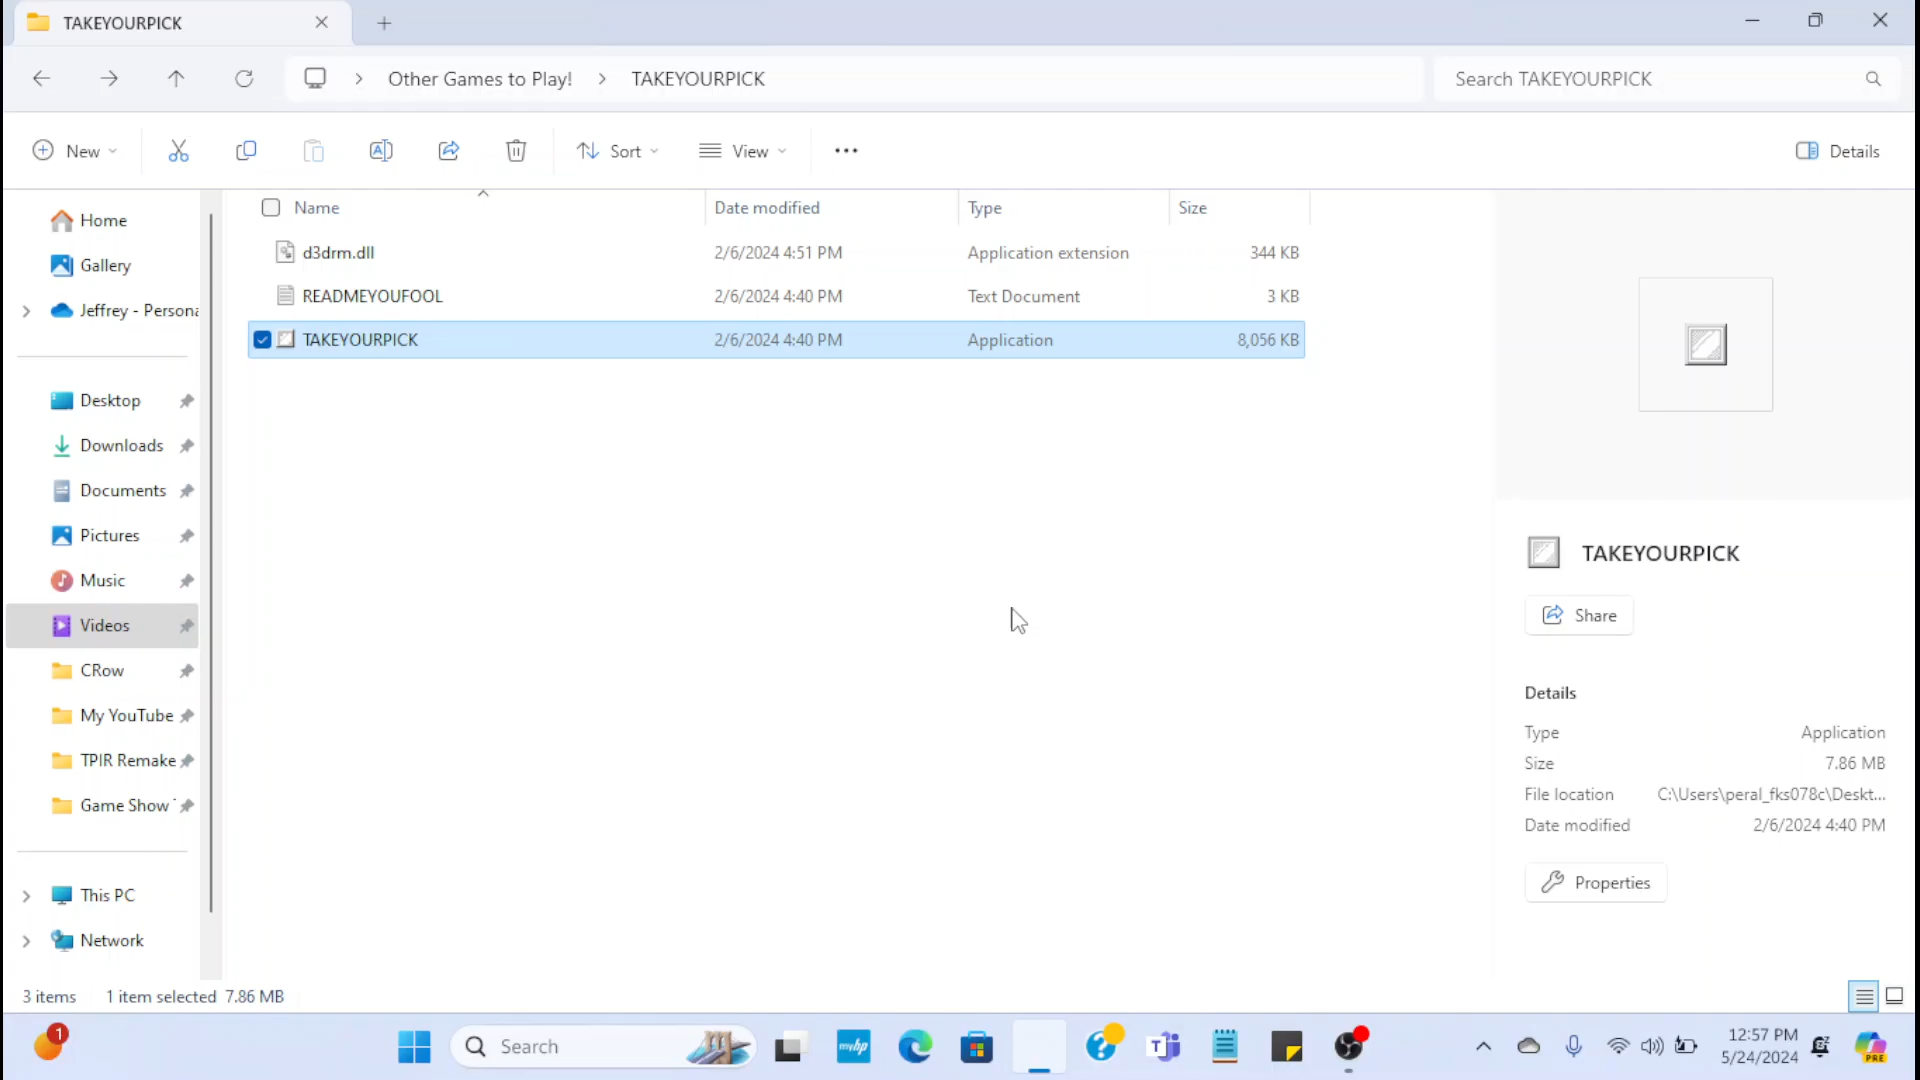 TAKEYOURPICK
Other Games to Play! TAKEYOURPICK
Search TAKEYOURPICK
New
Sort
View
Details
Name Date modified Type Size
d3drm.dll 2/6/2024 4:51 PM Application extension 344 KB
READMEYOUFOOL 2/6/2024 4:40 PM Text Document 3 KB
TAKEYOURPICK 2/6/2024 4:40 PM Application 8,056 KB
Home
Gallery
Jeffrey - Persona
Desktop
Downloads
Documents
Pictures
Music
Videos
CRow
My YouTube
TPIR Remake
Game Show
This PC
Network
TAKEYOURPICK
Share
Details
Type Application
Size 7.86 MB
File location C:\Users\peral_fks078c\Deskt...
Date modified 2/6/2024 4:40 PM
Properties
3 items 1 item selected 7.86 MB
1
Search
myhp
T
12:57 PM
5/24/2024
PRE